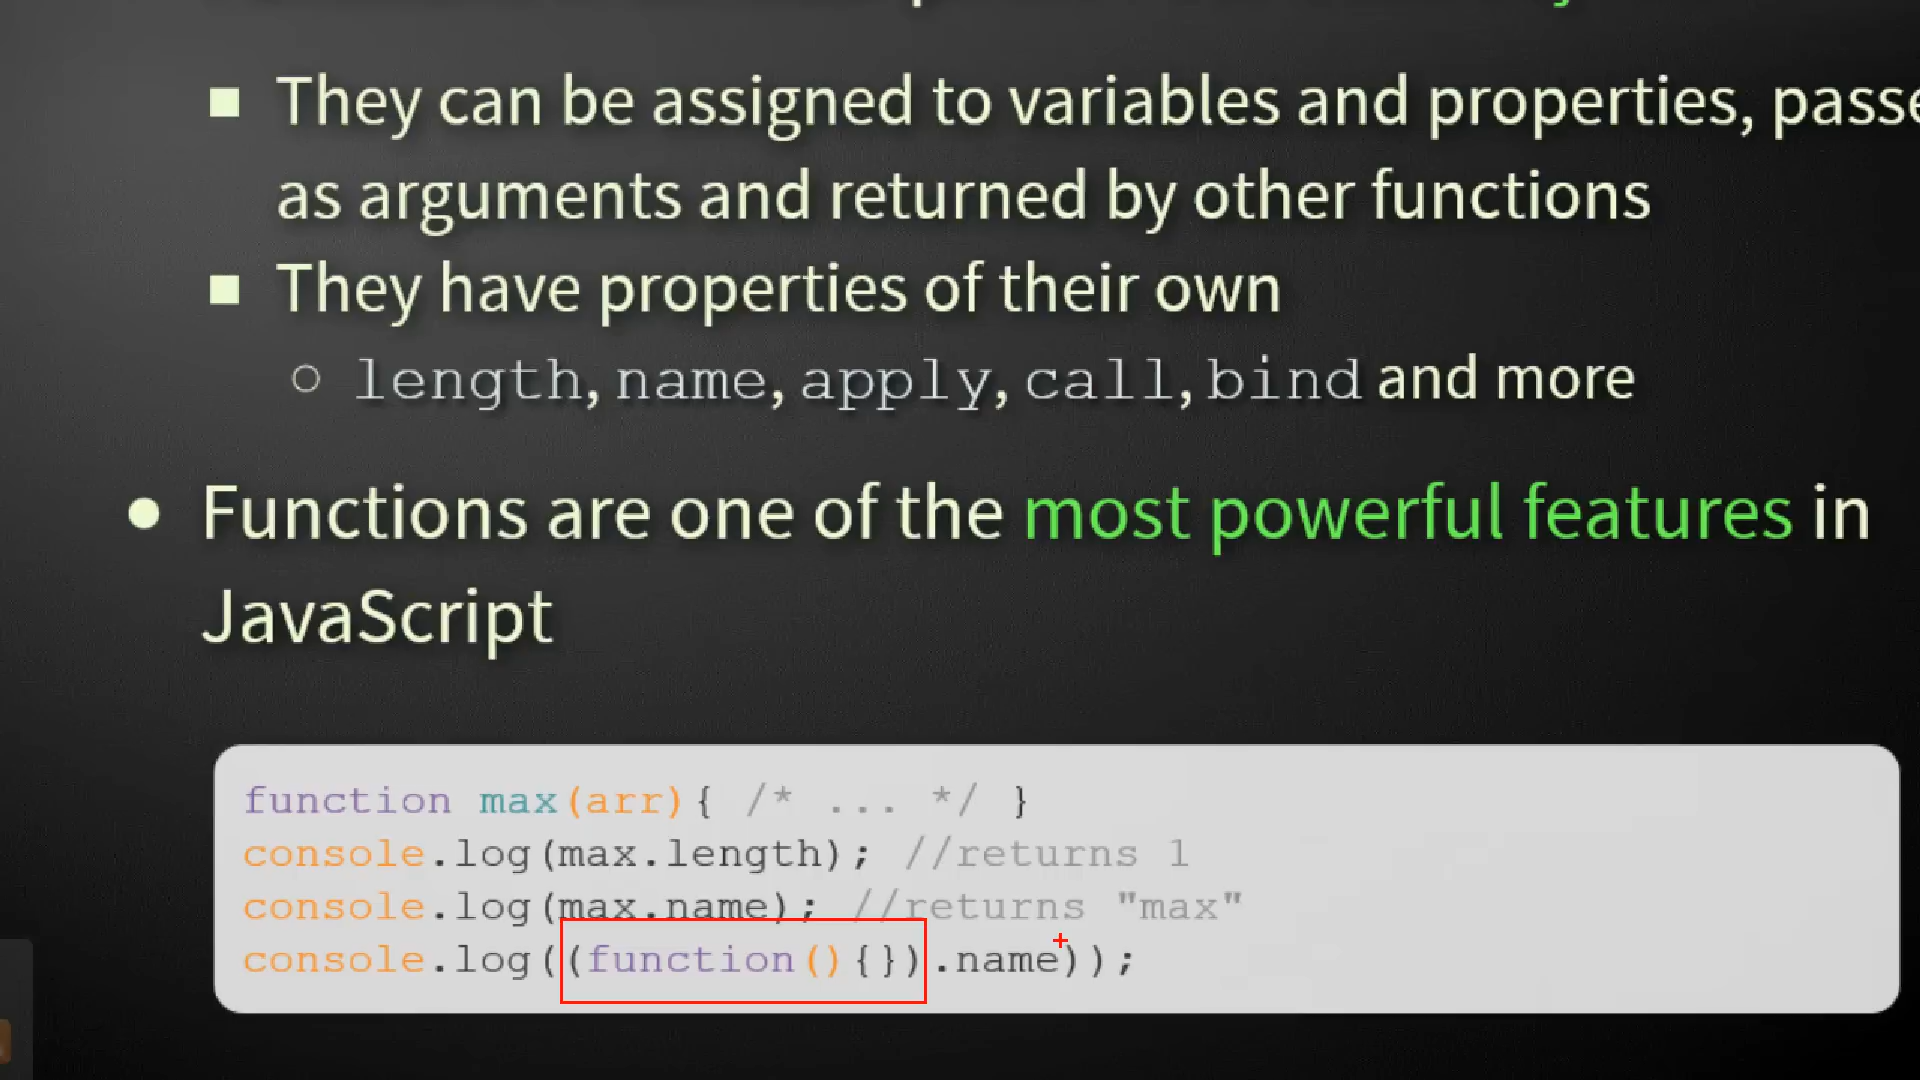 They can be assigned to variables and properties,
as arguments and returned by other functions
They have properties of their own
length, name, apply, call, bind and more
Functions are one of the most powerful features in
JavaScript
function max(arr){ /* ... */ }
console.log(max.length); //returns 1
console.log(max.name); //returns "max"
console.log((function(){}).name));